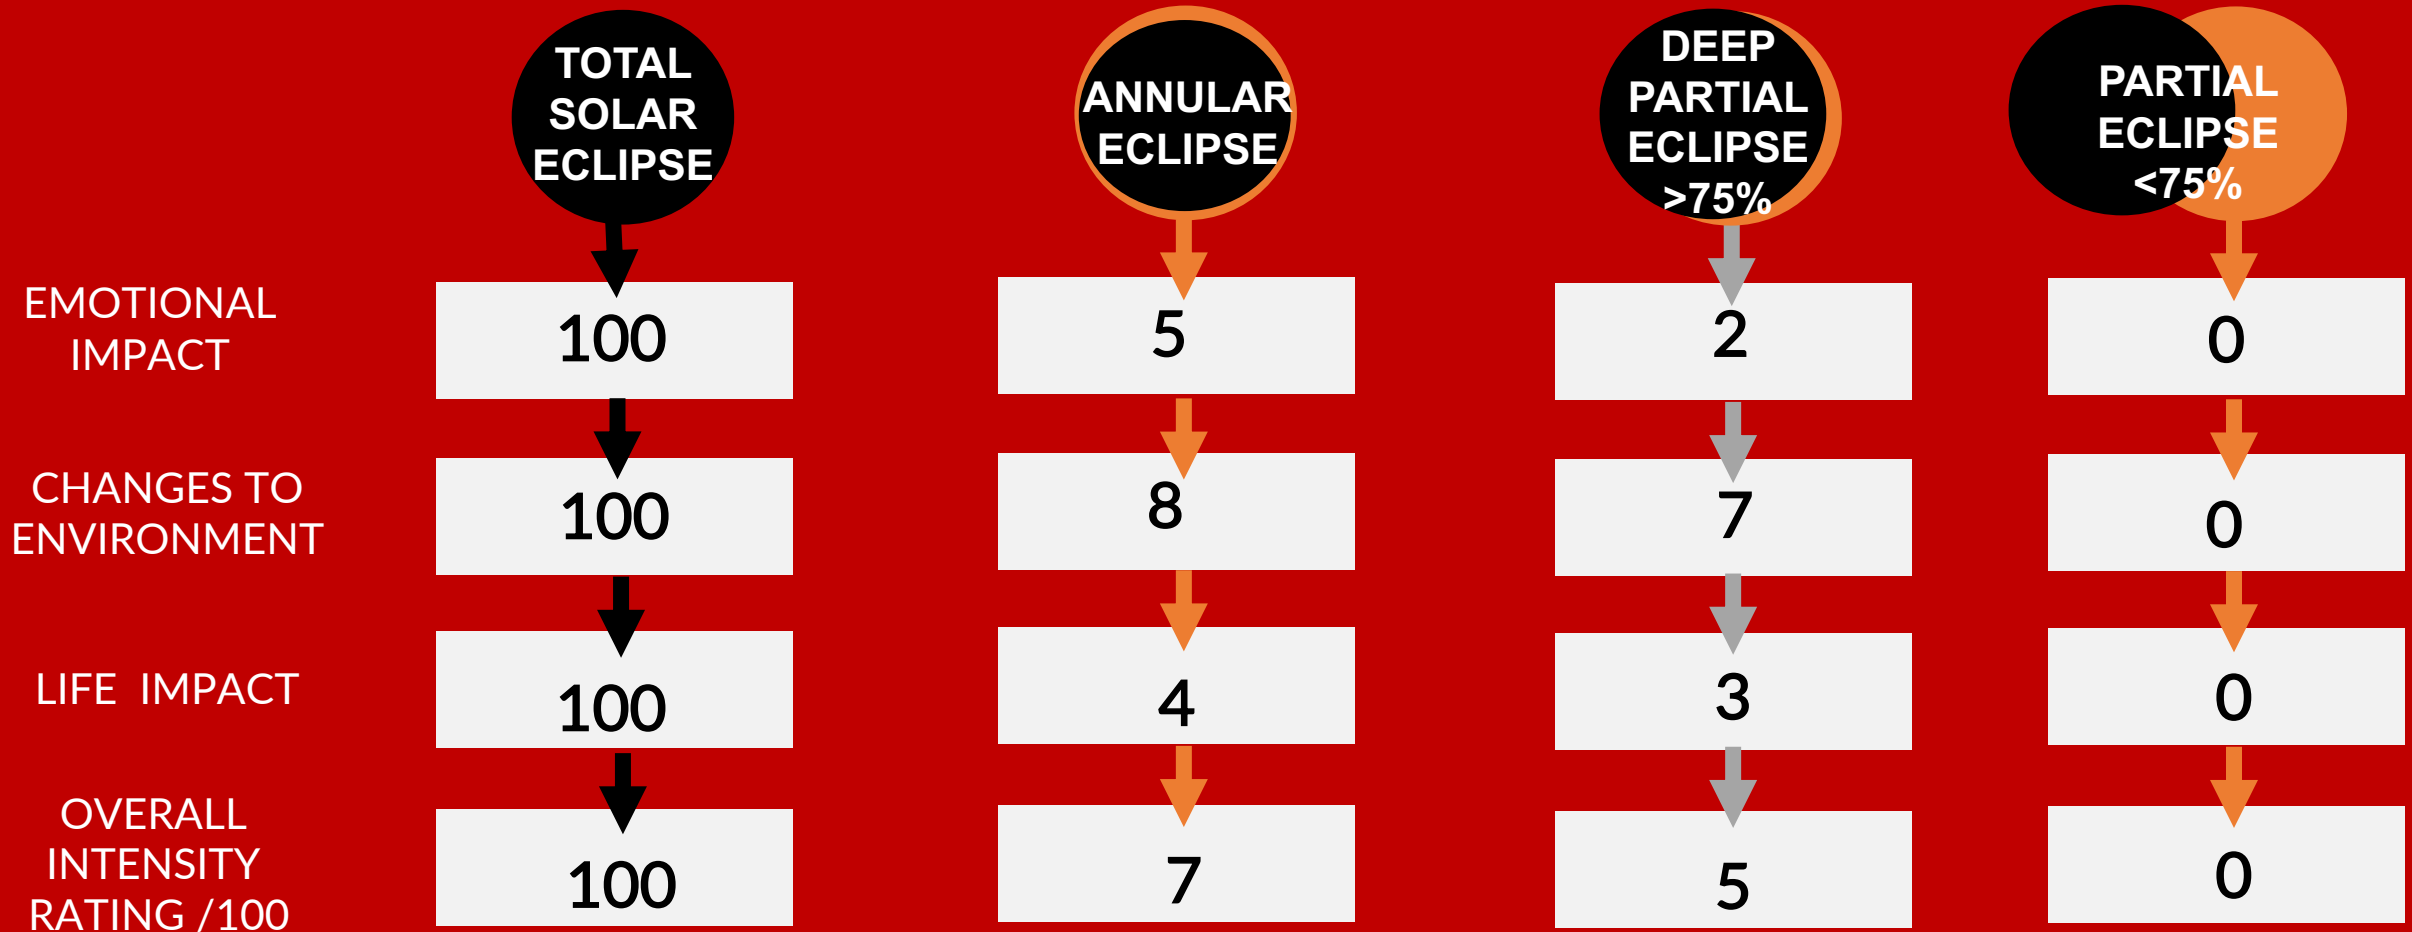 TOTAL
SOLAR
ECLIPSE
ANNULAR
ECLIPSE
DEEP
PARTIAL
ECLIPSE
>75%
PARTIAL
ECLIPSE
<75%
EMOTIONAL
IMPACT
100
5
2
0
CHANGES TO
ENVIRONMENT
100
8
7
0
LIFE IMPACT
100
4
3
0
OVERALL
INTENSITY
RATING /100
100
7
5
0